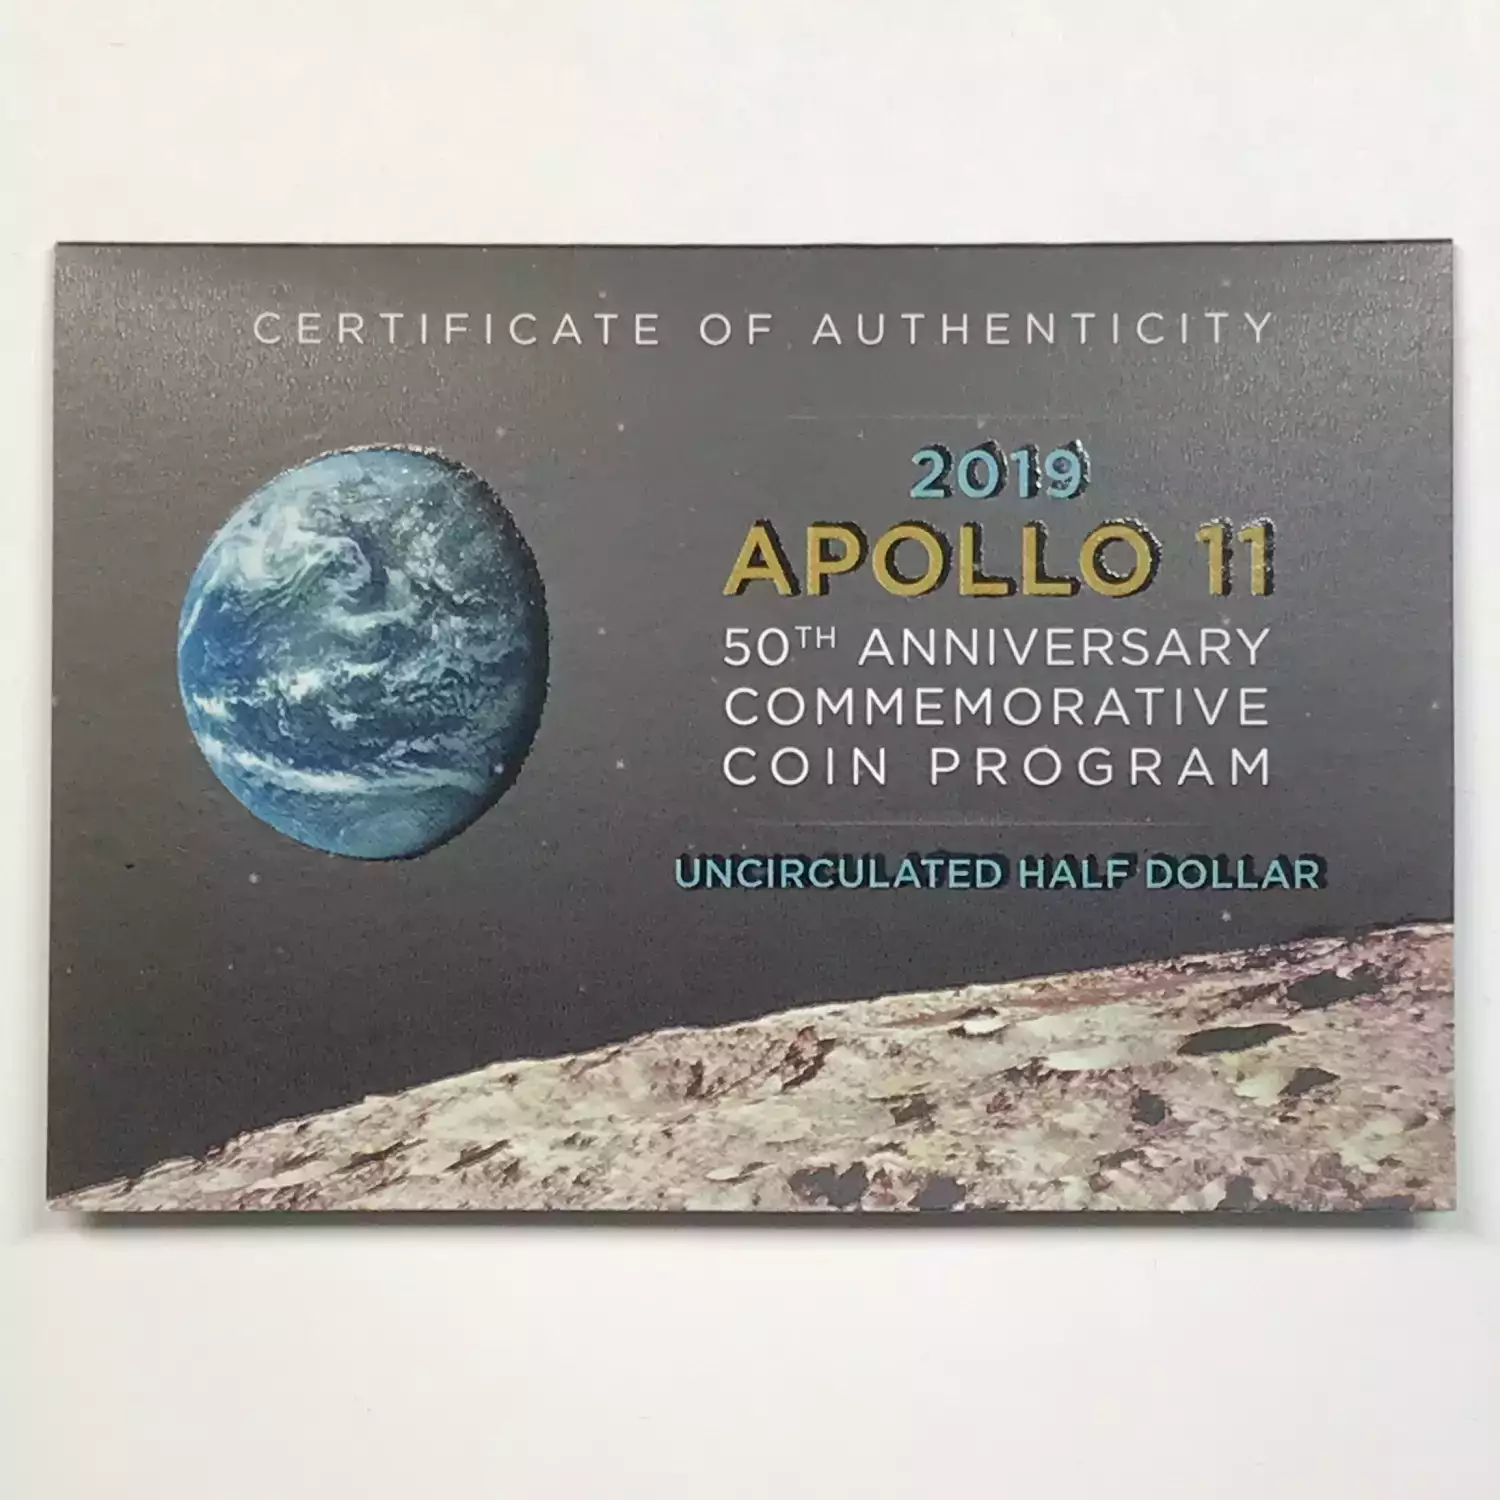 CERTIFICATE OF AUTHENTICITY
2019
APOLLO 11
50TH ANNIVERSARY
COMMEMORATIVE
COIN PROGRAM
UNCIRCULATED HALF DOLLAR